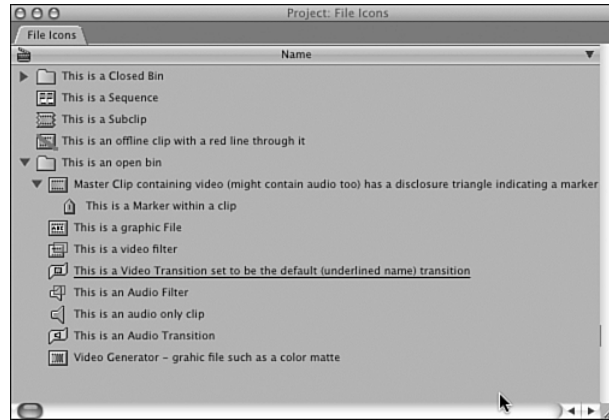 Project: File Icons
File Icons
Name
This is a Closed Bin
This is a Sequence
This is a Subclip
This is an offline clip with a red line through it
This is an open bin
Master Clip containing video (might contain audio too) has a disclosure triangle indicating a marker
This is a Marker within a clip
This is a graphic File
This is a video filter
This is a Video Transition set to be the default (underlined name) transition
This is an Audio Filter
This is an audio only clip
This is an Audio Transition
Video Generator – grahic file such as a color matte